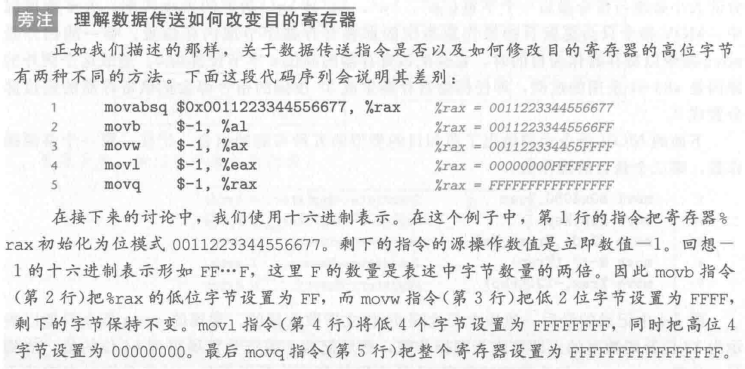 旁注 理解数据传送如何改变目的寄存器
正如我们描述的那样，关于数据传送指令是否以及如何修改目的寄存器的高位字节
有两种不同的方法。下面这段代码序列会说明其差别：
1 movabsq $0x0011223344556677, %rax %rax = 0011223344556677
2 movb $-1, %al %rax = 00112233445566FF
3 movw $-1, %ax %rax = 001122334455FFFF
4 movl $-1, %eax %rax = 00000000FFFFFFFF
5 movq $-1, %rax %rax = FFFFFFFFFFFFFFFF
在接下来的讨论中，我们使用十六进制表示。在这个例子中，第1行的指令把寄存器%
rax初始化为位模式0011223344556677。剩下的指令的源操作数值是立即数值－1。回想－
1的十六进制表示形如FF…F，这里F的数量是表述中字节数量的两倍。因此movb指令
(第2行)把%rax的低位字节设置为FF，而movw指令(第3行)把低2位字节设置为FFFF，
剩下的字节保持不变。movl指令(第4行)将低4个字节设置为FFFFFFFF，同时把高位4
字节设置为00000000。最后movq指令(第5行)把整个寄存器设置为FFFFFFFFFFFFFFFF。